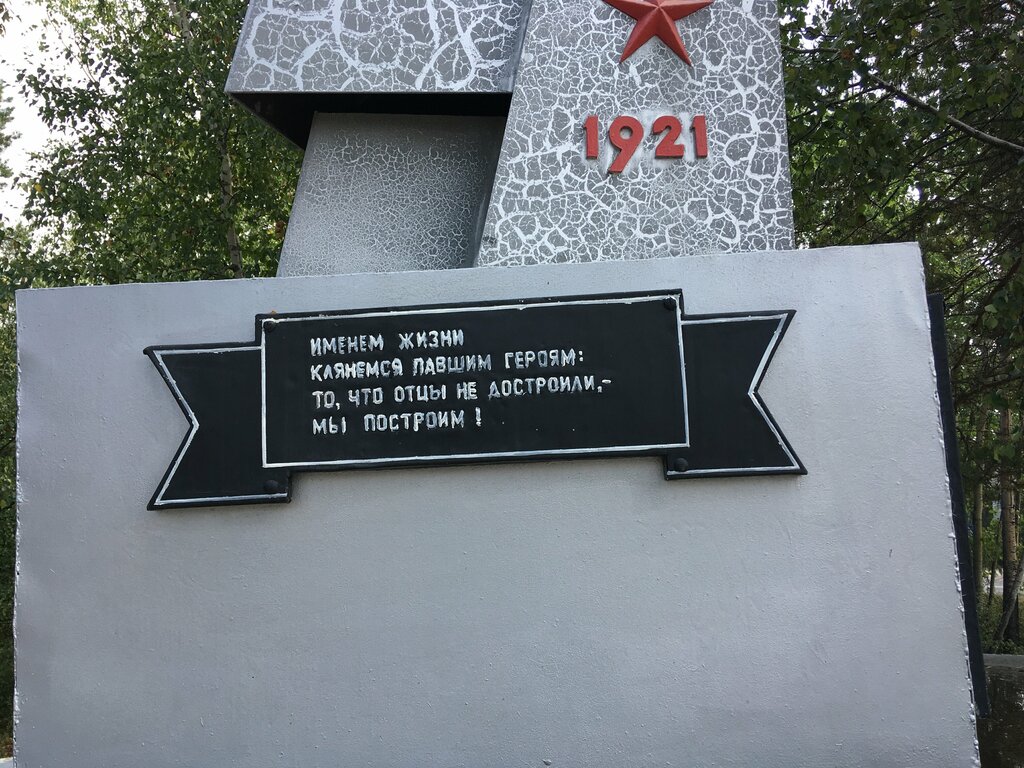 1921
ИМЕНЕМ ЖИЗНИ
КЛЯНЕМСЯ ПАВШИМ ГЕРОЯМ:
ТО, ЧТО ОТЦЫ НЕ ДОСТРОИЛИ,-
МЫ ПОСТРОИМ!